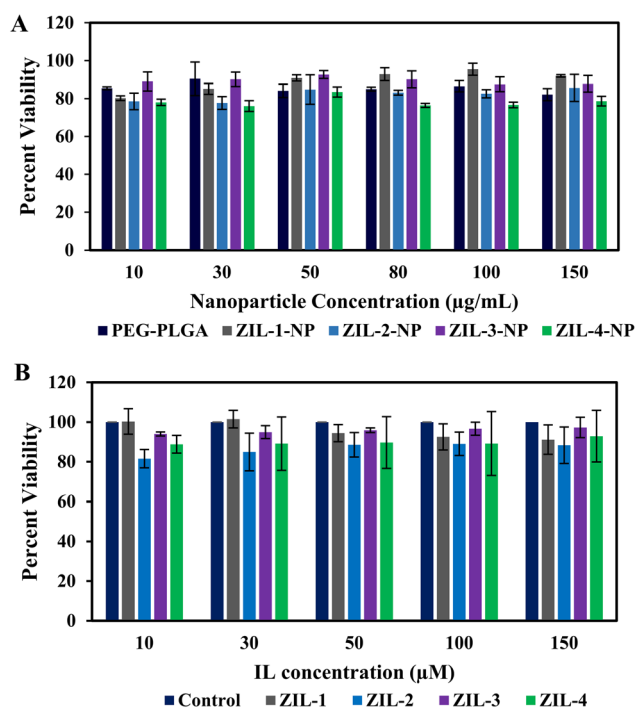 A
120
100
80
60
40
20
0
Percent Viability
10 30 50 80 100 150
Nanoparticle Concentration (µg/mL)
PEG-PLGA ZIL-1-NP ZIL-2-NP ZIL-3-NP ZIL-4-NP
B
120
100
80
60
40
20
0
Percent Viability
10 30 50 100 150
IL concentration (µM)
Control ZIL-1 ZIL-2 ZIL-3 ZIL-4